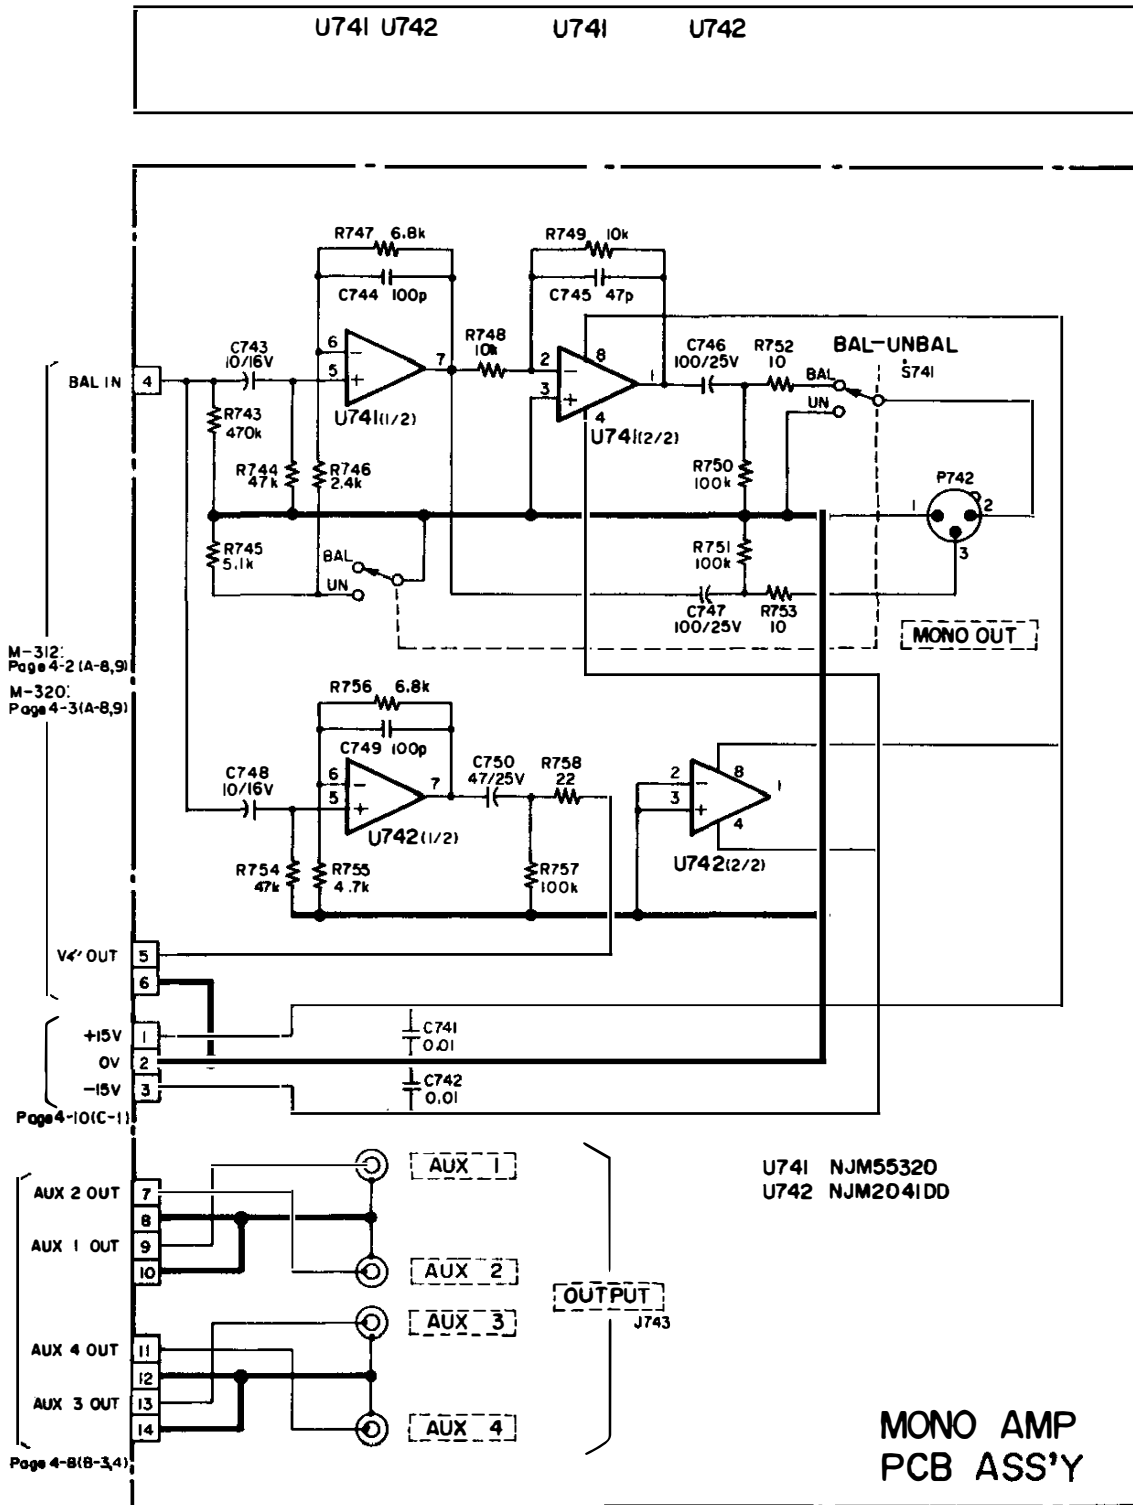 U741 U742 U741 U742
R747 6.8k
C744 100p
R749 10k
C745 47p
R748
10k
C743
10/16V
BAL IN 4
6
5
7
U741(1/2)
2
3
8
1
4
U741(2/2)
C746
100/25V
R752
10
BAL-UNBAL
S741
BAL
UN
R743
470k
R744
47k
R746
2.4k
R750
100k
P742
1
2
3
R745
5.1k
BAL
UN
R751
100k
C747
100/25V
R753
10
MONO OUT
M-312:
Page 4-2 (A-8,9)
M-320:
Page 4-3(A-8,9)
R756 6.8k
C749 100p
C748
10/16V
6
5
7
U742(1/2)
C750
47/25V
R758
22
2
3
8
1
4
U742(2/2)
R754
47k
R755
4.7k
R757
100k
OUT 5
6
+15V 1
0V 2
-15V 3
C741
0.01
C742
0.01
Page 4-10(C-1)
AUX 2 OUT 7
8
AUX 1 OUT 9
10
AUX 4 OUT 11
12
AUX 3 OUT 13
14
Page 4-8(B-3,4)
AUX 1
AUX 2
AUX 3
AUX 4
OUTPUT
J743
U741 NJM5532D
U742 NJM2041DD
MONO AMP
PCB ASS'Y